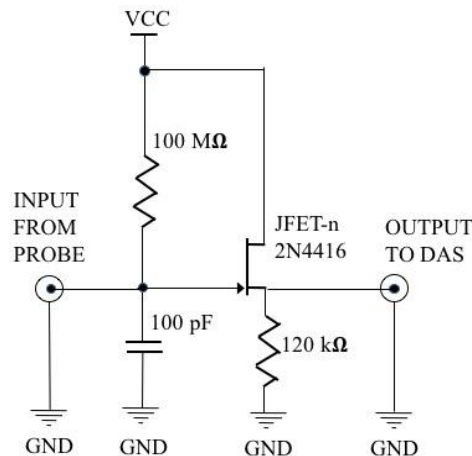 VCC
100 MΩ
INPUT
FROM
PROBE
JFET-n
2N4416
OUTPUT
TO DAS
100 pF
120 kΩ
GND
GND
GND
GND